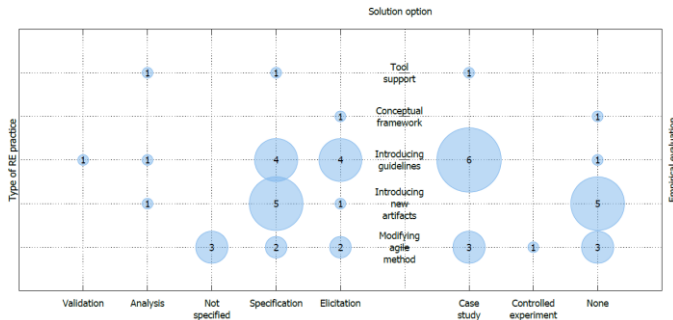 Solution option
Tool
support
1 1 1
Conceptual
framework
1 1
Introducing
guidelines
1 1 4 4 6 1
Introducing
new
artifacts
1 5 1 5
Modifying
agile
method
3 2 2 3 1 3
Type of RE practice
Empirical evaluation
Validation Analysis Not
specified Specification Elicitation Case
study Controlled
experiment None